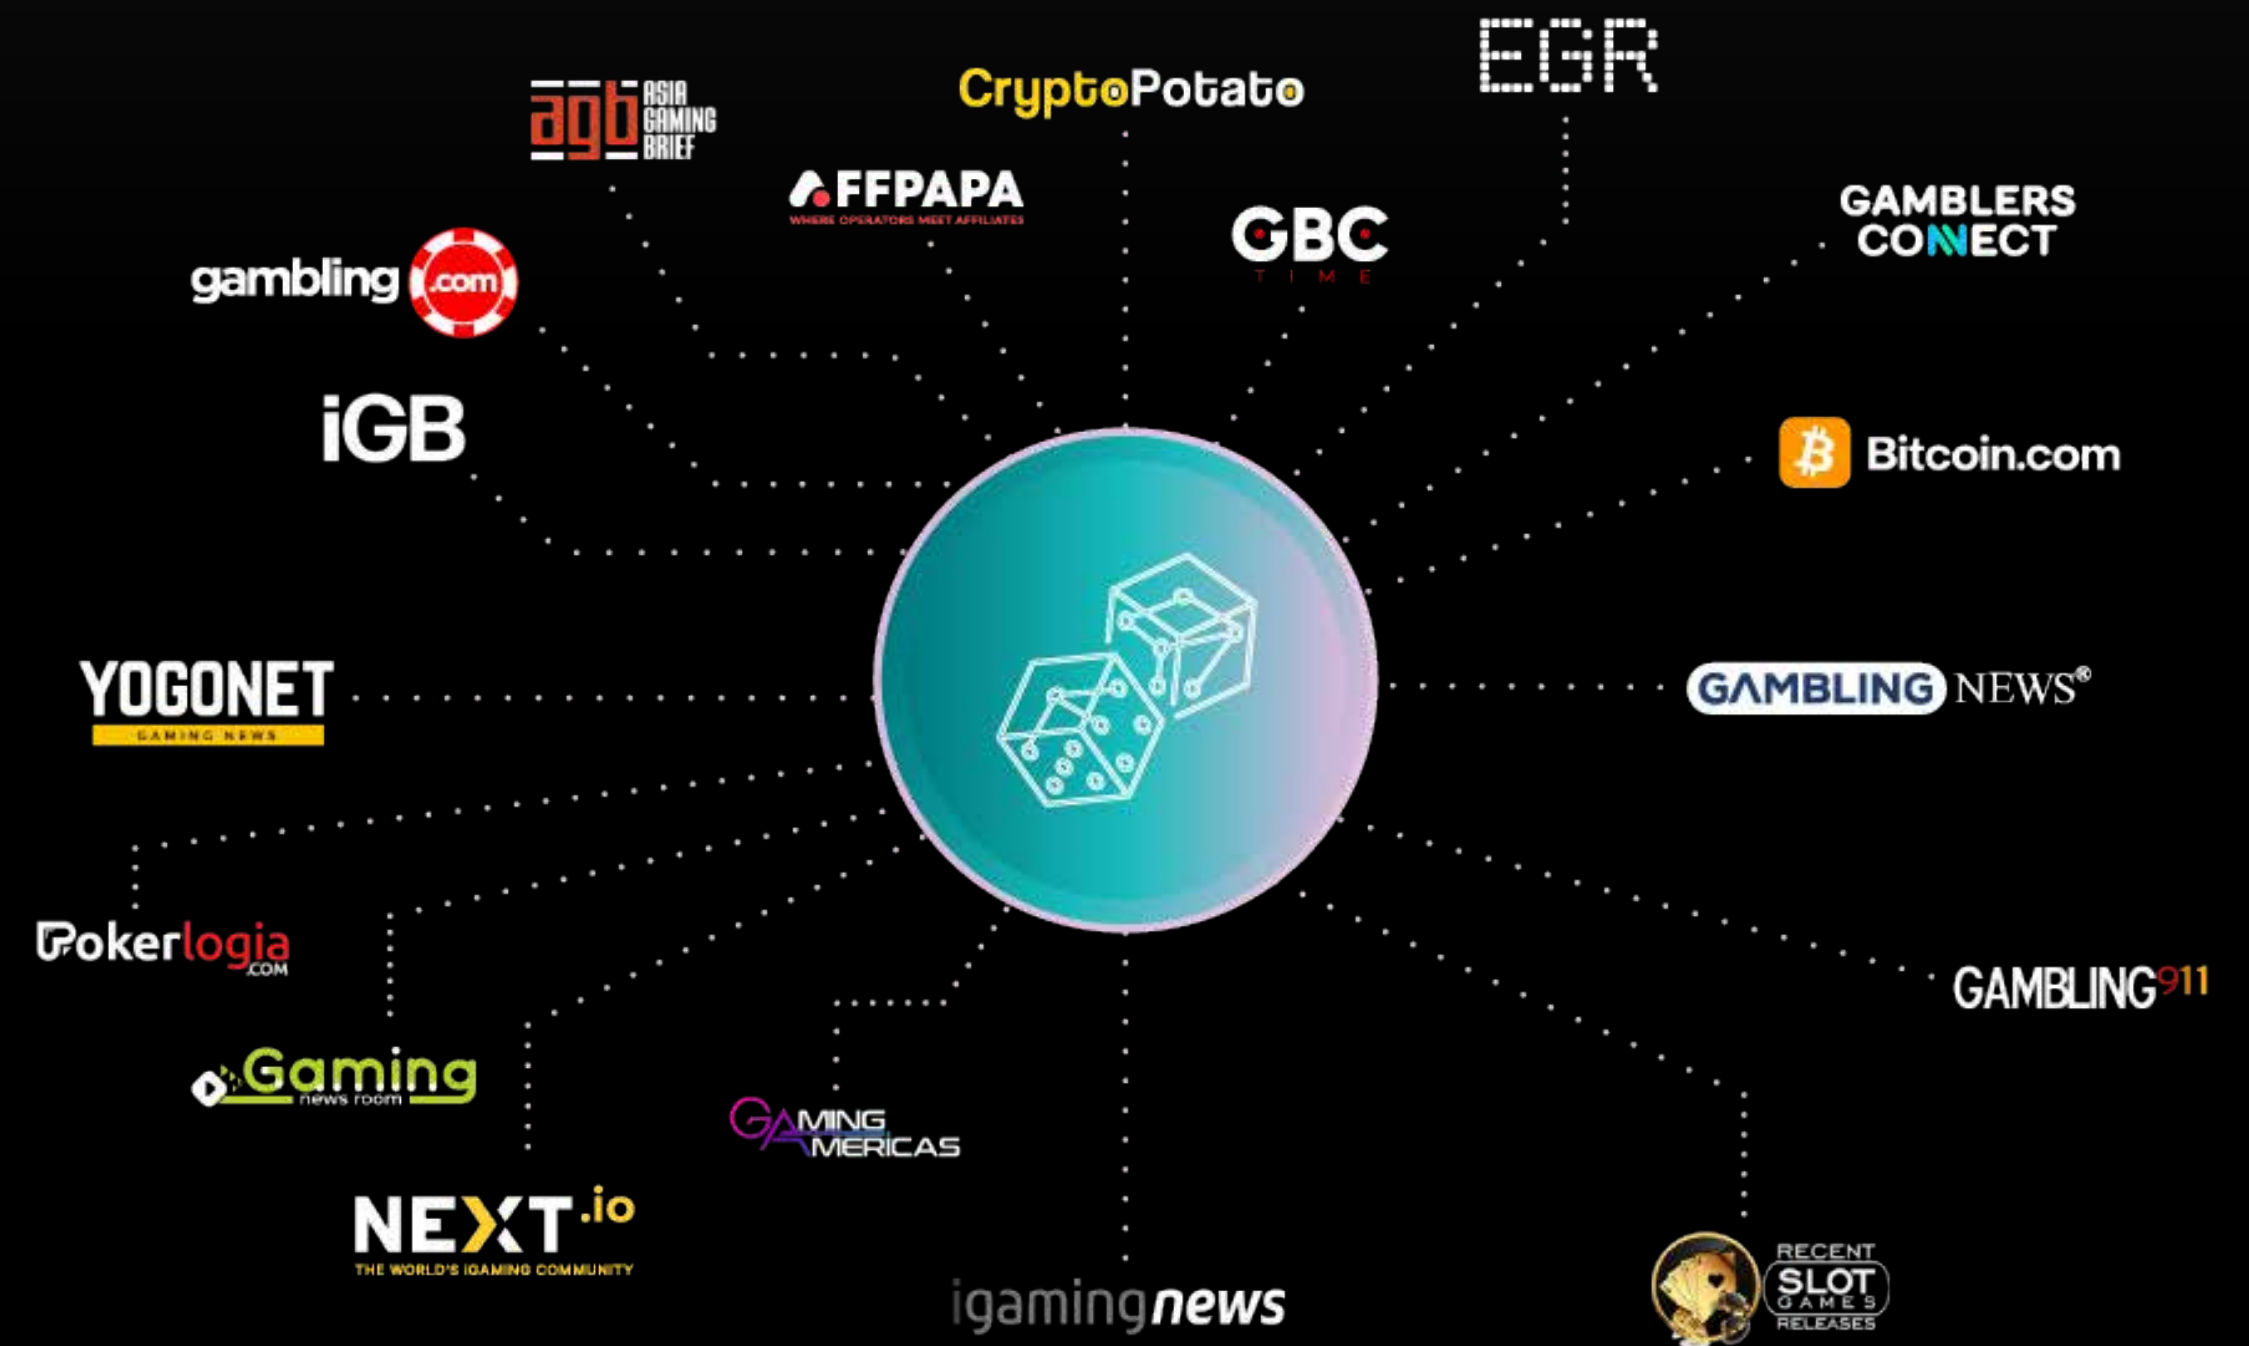 EGR
CryptoPotato
agb ASIA
GAMING
BRIEF
AFFPAPA
WHERE OPERATORS MEET AFFILIATES
GBC
TIME
GAMBLERS
CONNECT
gambling .com
iGB
Bitcoin.com
YOGONET
GAMING NEWS
GAMBLING NEWS®
Pokerlogia
.COM
GAMBLING911
Gaming
news room
GAMING
AMERICAS
NEXT.io
THE WORLD'S iGAMING COMMUNITY
igamingnews
RECENT
SLOT
GAMES
RELEASES